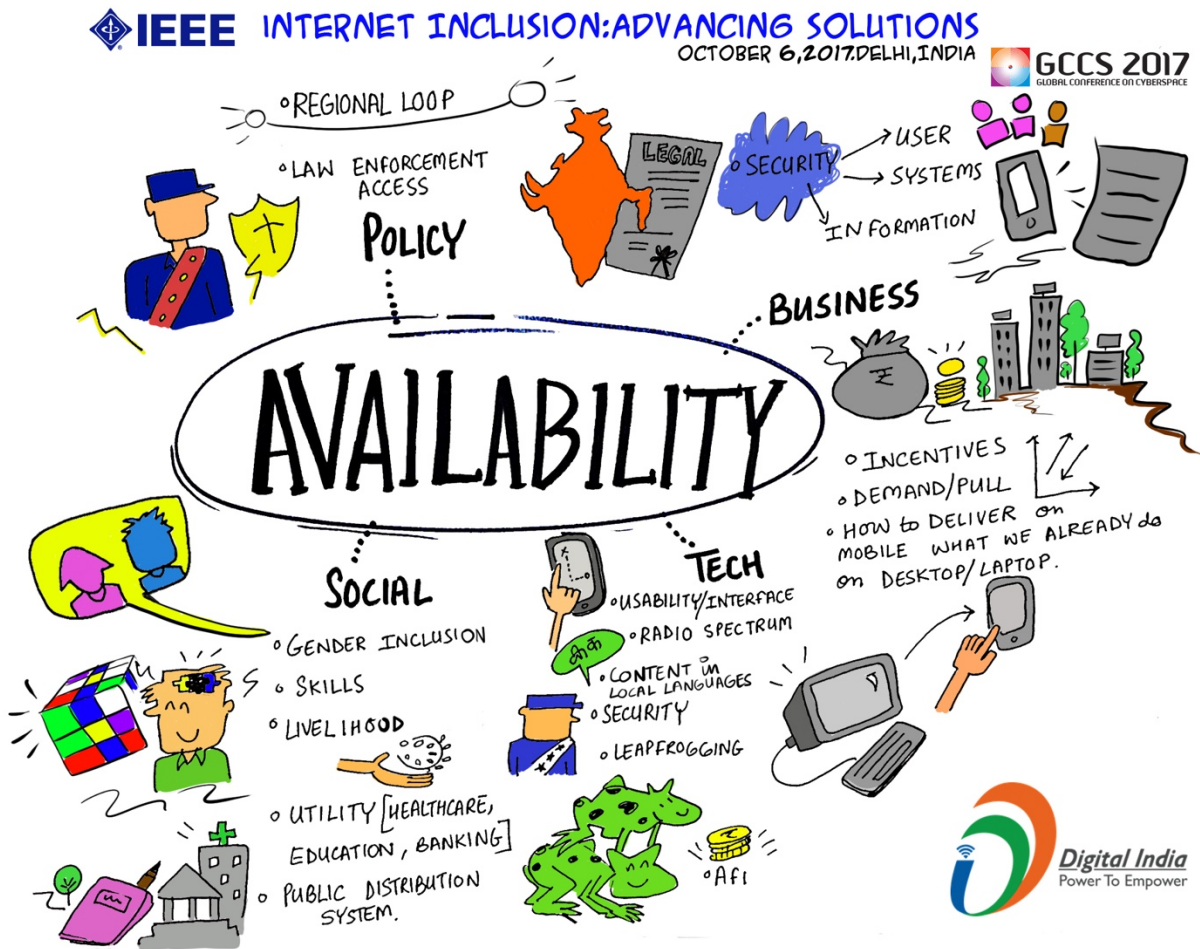 IEEE INTERNET INCLUSION:ADVANCING SOLUTIONS
OCTOBER 6,2017.DELHI,INDIA
GCCS 2017
GLOBAL CONFERENCE ON CYBERSPACE
REGIONAL LOOP
LAW ENFORCEMENT
ACCESS
POLICY
LEGAL
SECURITY
USER
SYSTEMS
INFORMATION
BUSINESS
₹
INCENTIVES
DEMAND/PULL
HOW to DELIVER on
MOBILE WHAT WE ALREADY do
on DESKTOP/LAPTOP.
AVAILABILITY
SOCIAL
GENDER INCLUSION
SKILLS
LIVELIHOOD
UTILITY [HEALTHCARE,
EDUCATION, BANKING]
PUBLIC DISTRIBUTION
SYSTEM.
TECH
USABILITY/INTERFACE
RADIO SPECTRUM
CONTENT in
LOCAL LANGUAGES
SECURITY
LEAPFROGGING
Digital India
Power To Empower